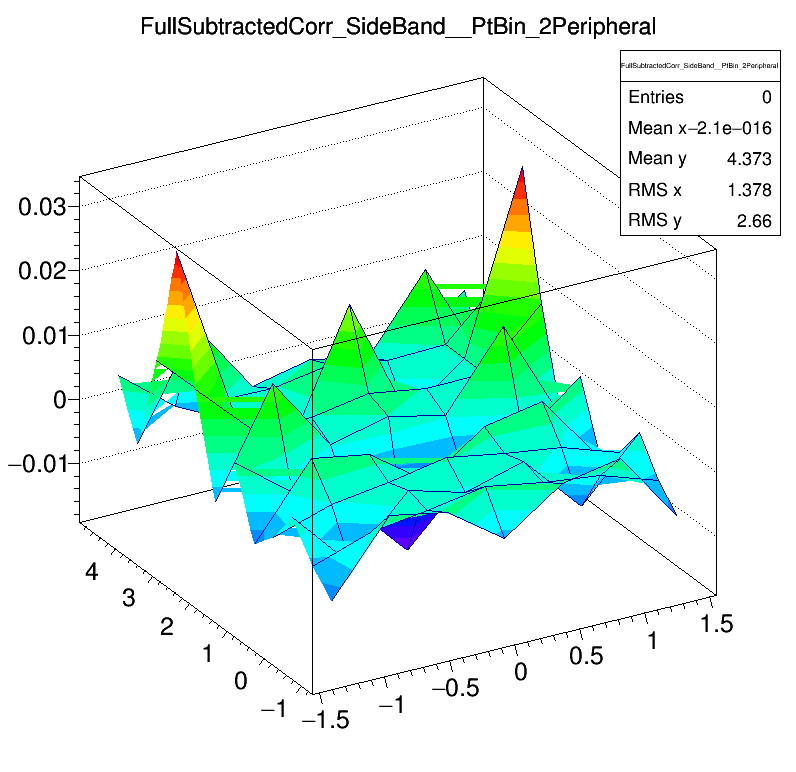 FullSubtractedCorr_SideBand__PtBin_2Peripheral
FullSubtractedCorr_SideBand__PtBin_2Peripheral
Entries 0
Mean x −2.1e−016
Mean y 4.373
RMS x 1.378
RMS y 2.66
0.03
0.02
0.01
0
−0.01
4
3
2
1
0
−1
−1.5
−1
−0.5
0
0.5
1
1.5